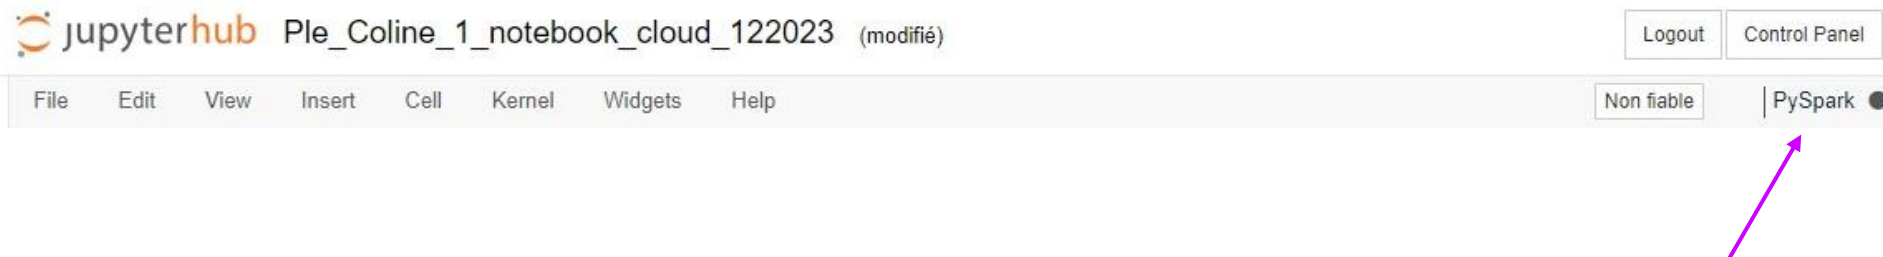 jupyterhub Ple_Coline_1_notebook_cloud_122023 (modifié) Logout Control Panel
File Edit View Insert Cell Kernel Widgets Help Non fiable PySpark